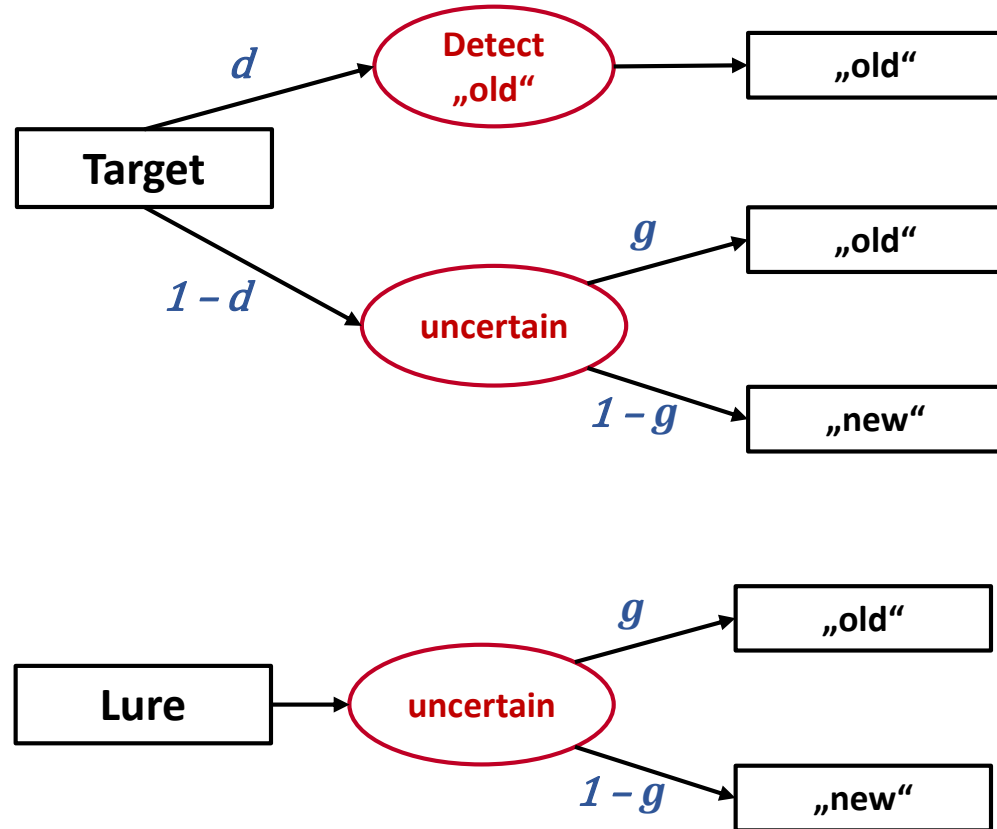 d
Detect
„old“
„old“
Target
g
„old“
1 – d
uncertain
1 – g
„new“
g
„old“
Lure
uncertain
1 – g
„new“